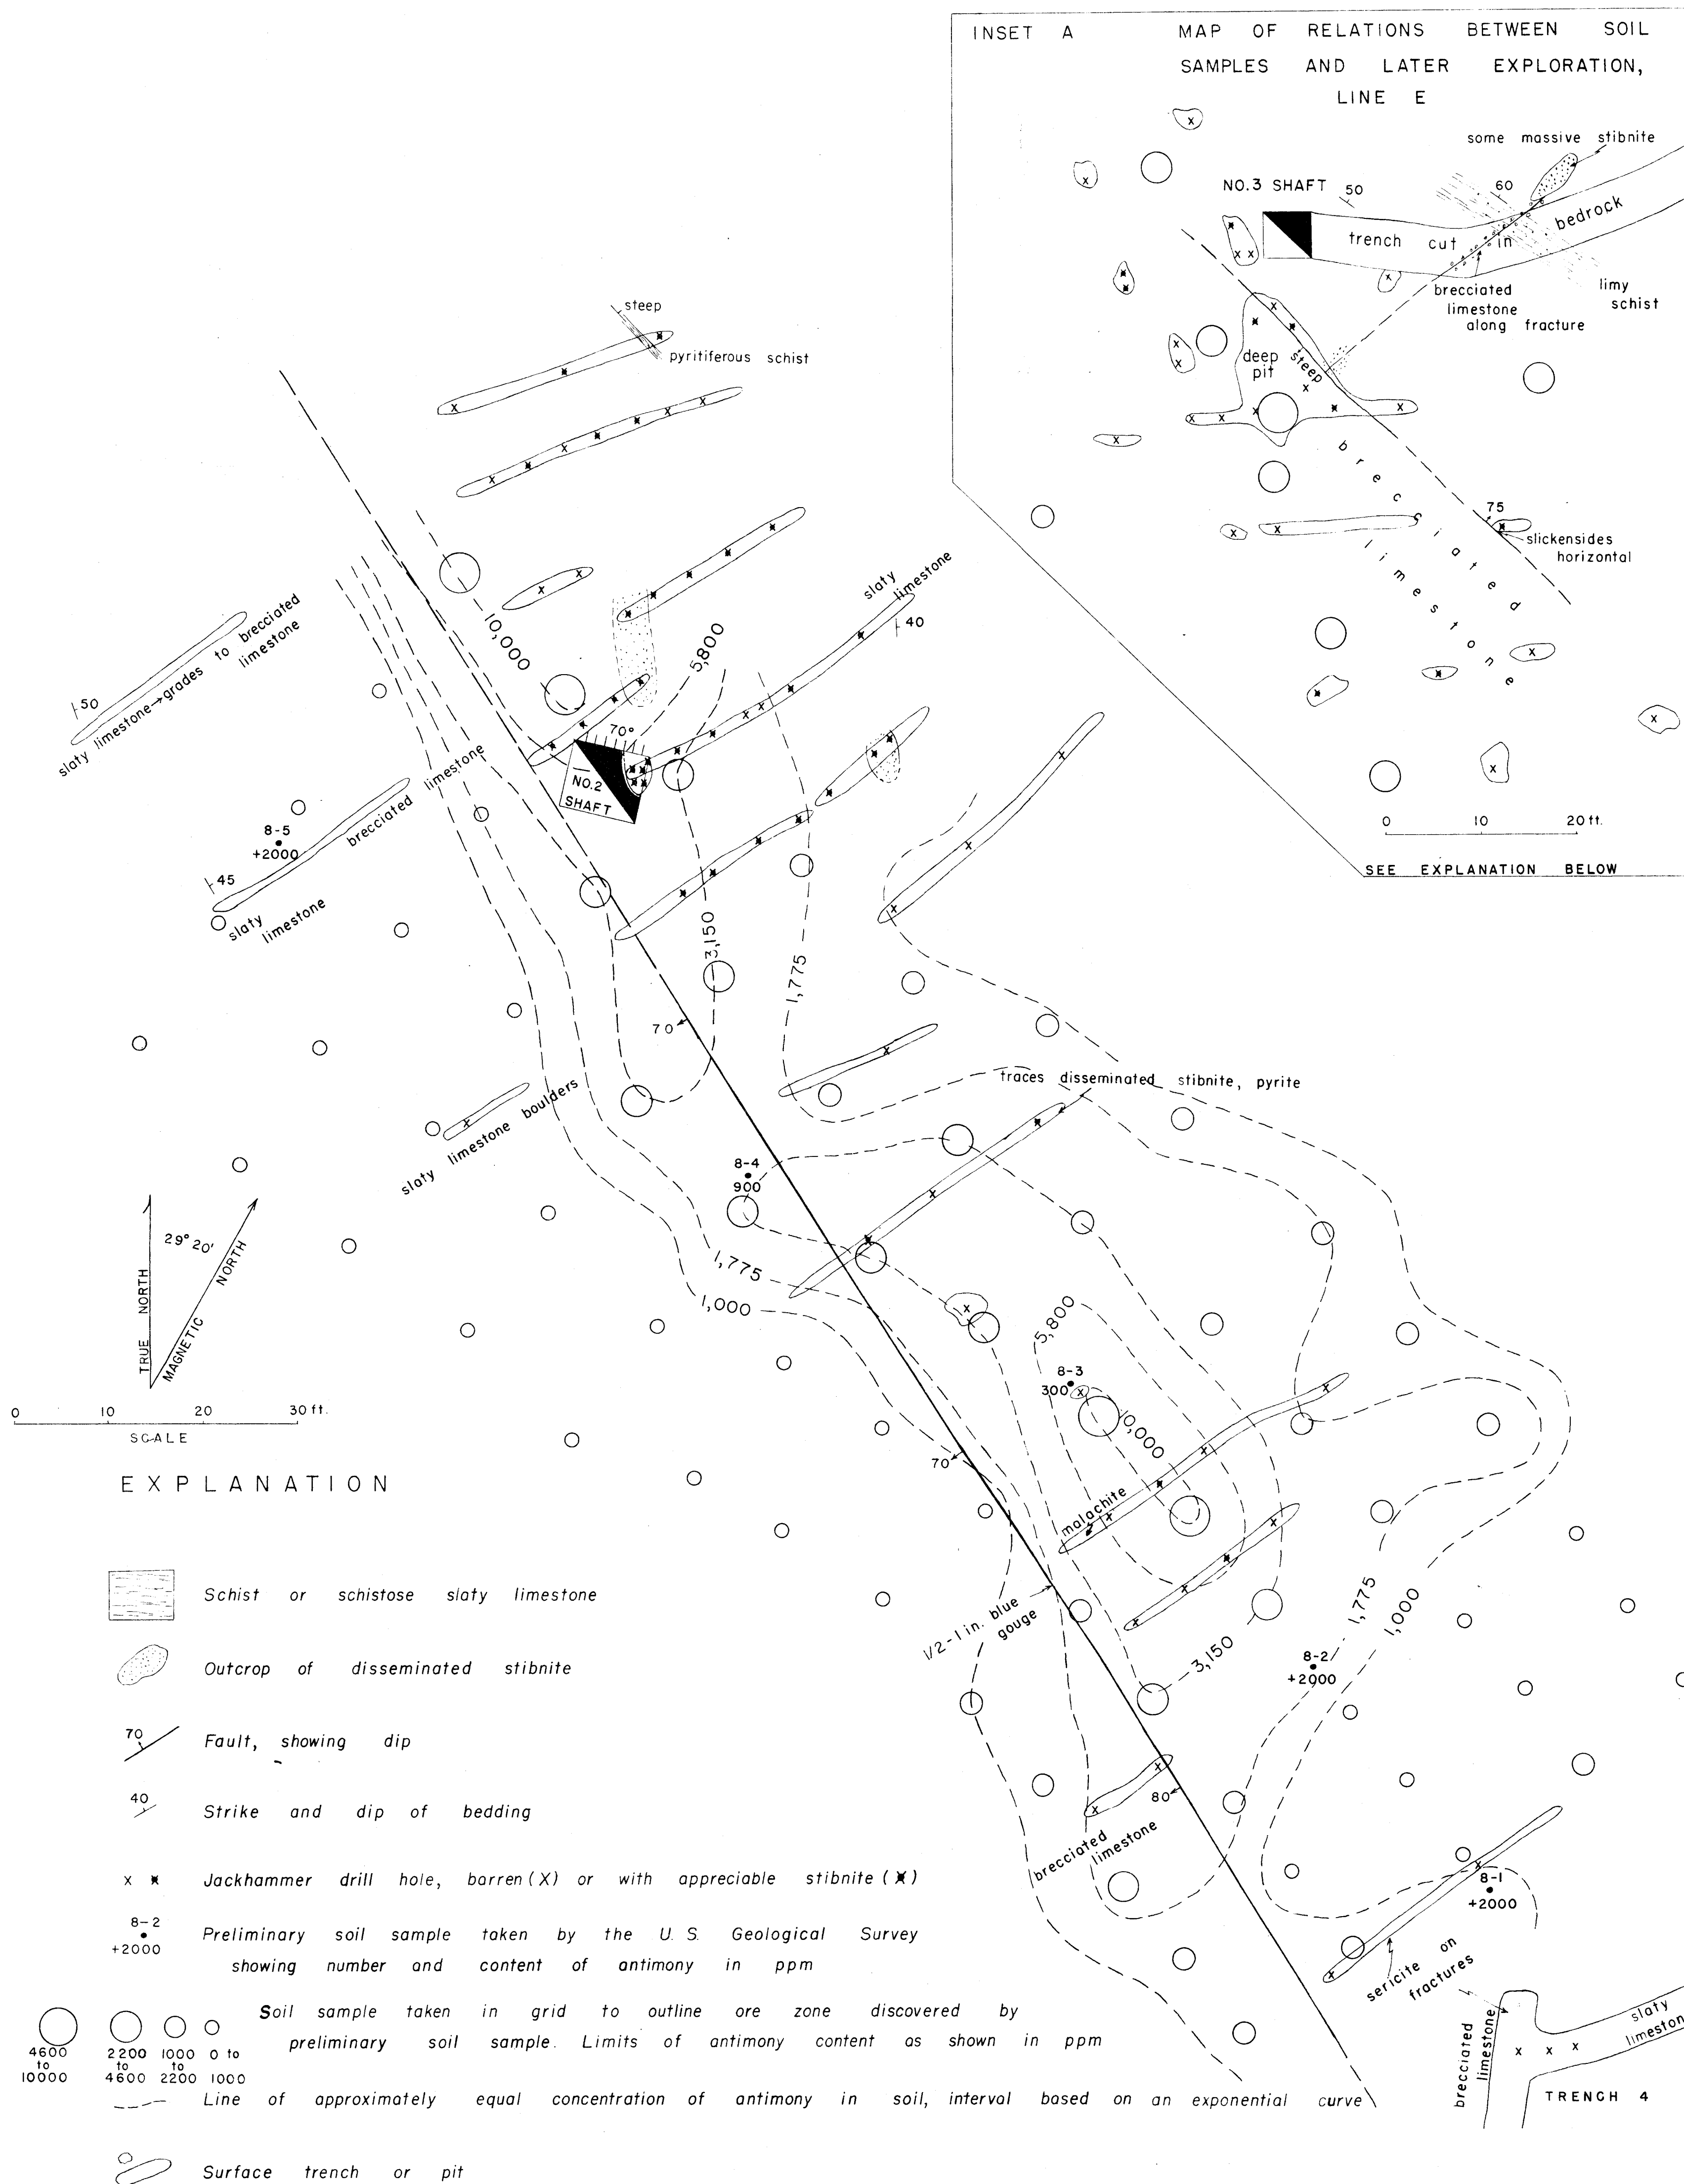 INSET A MAP OF RELATIONS BETWEEN SOIL
SAMPLES AND LATER EXPLORATION,
LINE E
some massive stibnite
NO.3 SHAFT
50
60
trench cut in bedrock
brecciated
limestone
along fracture
limy
schist
deep
pit
steep
brecciated
limestone
75
slickensides
horizontal
0 10 20 ft.
SEE EXPLANATION BELOW
steep
pyritiferous schist
10,000
5,800
slaty
limestone
40
50
slaty limestone→grades to brecciated
limestone
70°
NO.2
SHAFT
8-5
+2000
brecciated limestone
45
slaty
limestone
3,150
1,775
70
traces disseminated stibnite, pyrite
slaty limestone boulders
8-4
900
29° 20'
TRUE NORTH
MAGNETIC NORTH
1,775
1,000
5,800
8-3
300
10,000
0 10 20 30 ft.
SCALE
70
malachite
1/2-1 in. blue
gouge
3,150
1,775
1,000
8-2
+2000
80
brecciated
limestone
8-1
+2000
sericite on
fractures
brecciated
limestone
slaty
TRENCH 4
EXPLANATION
Schist or schistose slaty limestone
Outcrop of disseminated stibnite
70
Fault, showing dip
40
Strike and dip of bedding
x ж Jackhammer drill hole, barren (X) or with appreciable stibnite (ж)
8-2
+2000
Preliminary soil sample taken by the U. S. Geological Survey
showing number and content of antimony in ppm
Soil sample taken in grid to outline ore zone discovered by
preliminary soil sample. Limits of antimony content as shown in ppm
4600 to 10000
2200 to 4600
1000 to 2200
0 to 1000
Line of approximately equal concentration of antimony in soil, interval based on an exponential curve
Surface trench or pit